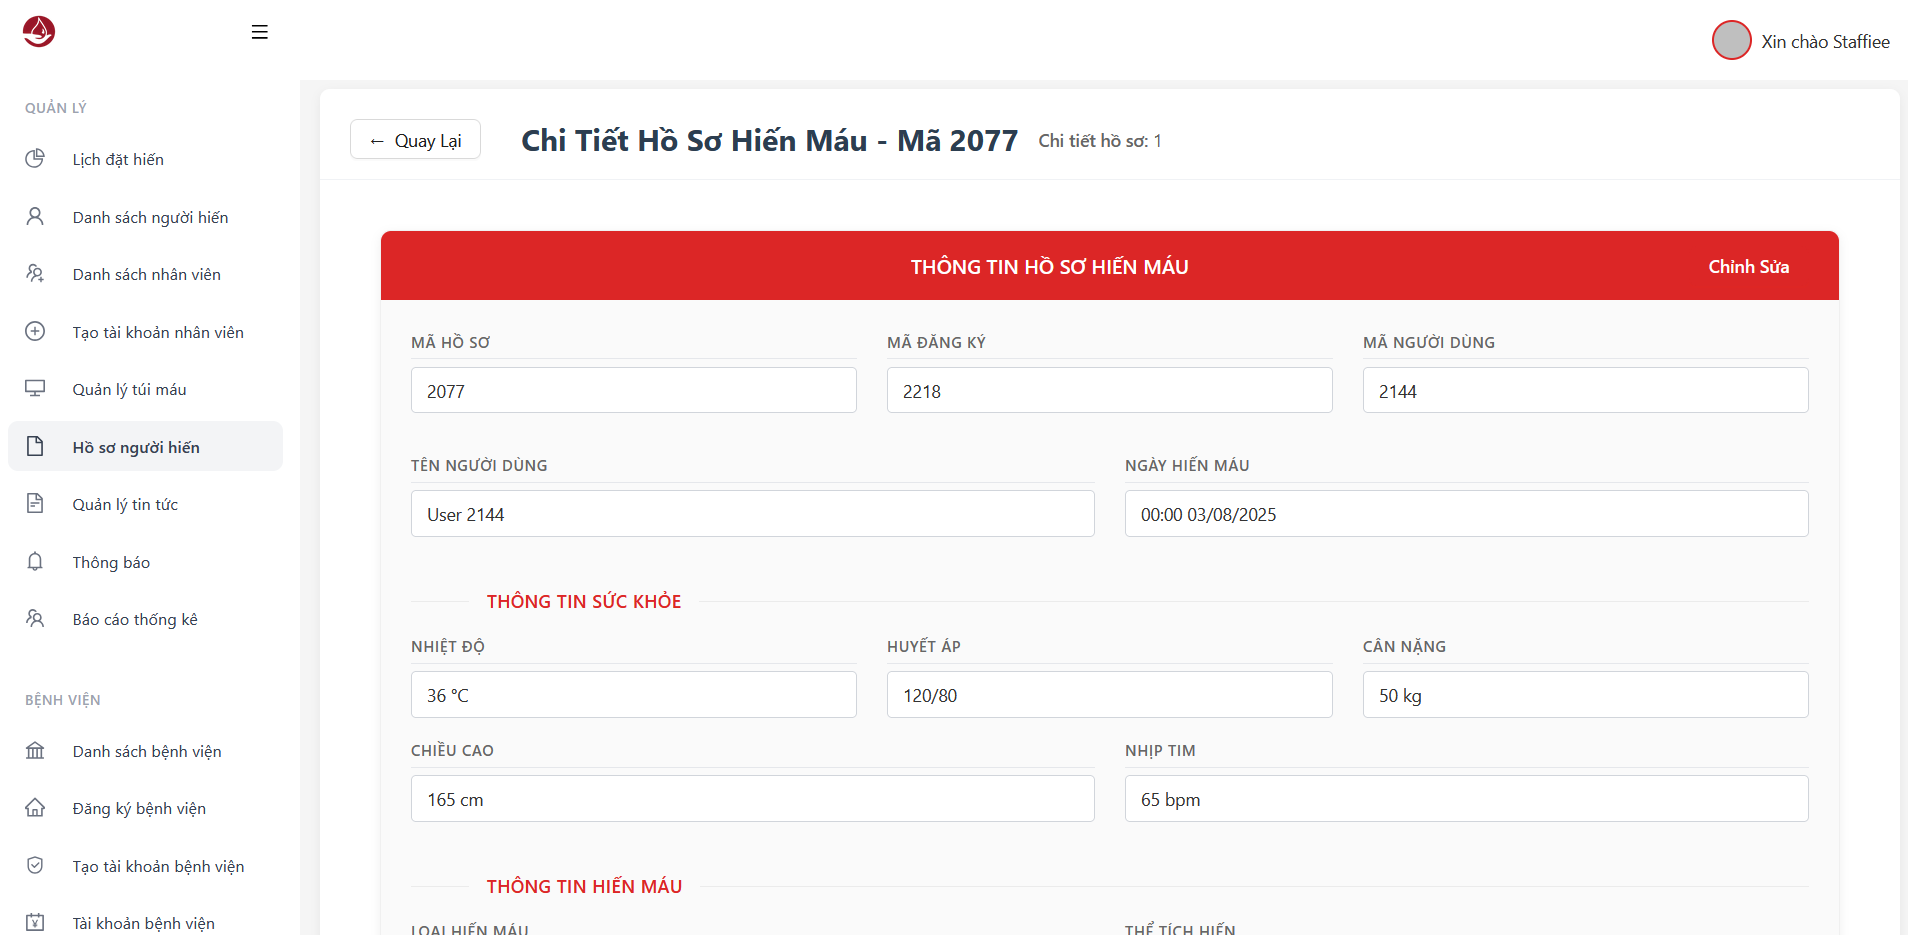 Xin chào Staffiee
QUẢN LÝ
Lịch đặt hiến
Danh sách người hiến
Danh sách nhân viên
Tạo tài khoản nhân viên
Quản lý túi máu
Hồ sơ người hiến
Quản lý tin tức
Thông báo
Báo cáo thống kê
BỆNH VIỆN
Danh sách bệnh viện
Đăng ký bệnh viện
Tạo tài khoản bệnh viện
Tài khoản bệnh viện
← Quay Lại
Chi Tiết Hồ Sơ Hiến Máu - Mã 2077
Chi tiết hồ sơ: 1
THÔNG TIN HỒ SƠ HIẾN MÁU
Chỉnh Sửa
MÃ HỒ SƠ
2077
MÃ ĐĂNG KÝ
2218
MÃ NGƯỜI DÙNG
2144
TÊN NGƯỜI DÙNG
User 2144
NGÀY HIẾN MÁU
00:00 03/08/2025
THÔNG TIN SỨC KHỎE
NHIỆT ĐỘ
36 °C
HUYẾT ÁP
120/80
CÂN NẶNG
50 kg
CHIỀU CAO
165 cm
NHỊP TIM
65 bpm
THÔNG TIN HIẾN MÁU
LOẠI HIẾN MÁU
THỂ TÍCH HIẾN